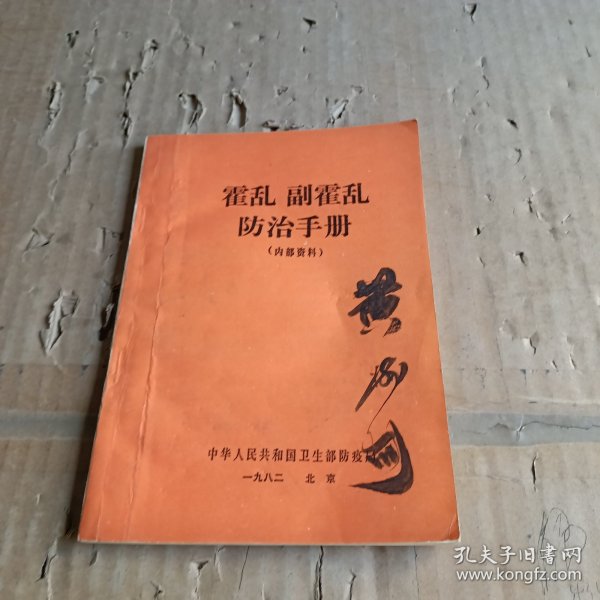 霍乱 副霍乱
防治手册
(内部资料)
黄
中华人民共和国卫生部防疫局
一九八二 北京
孔夫子旧书网
www.kongfz.com